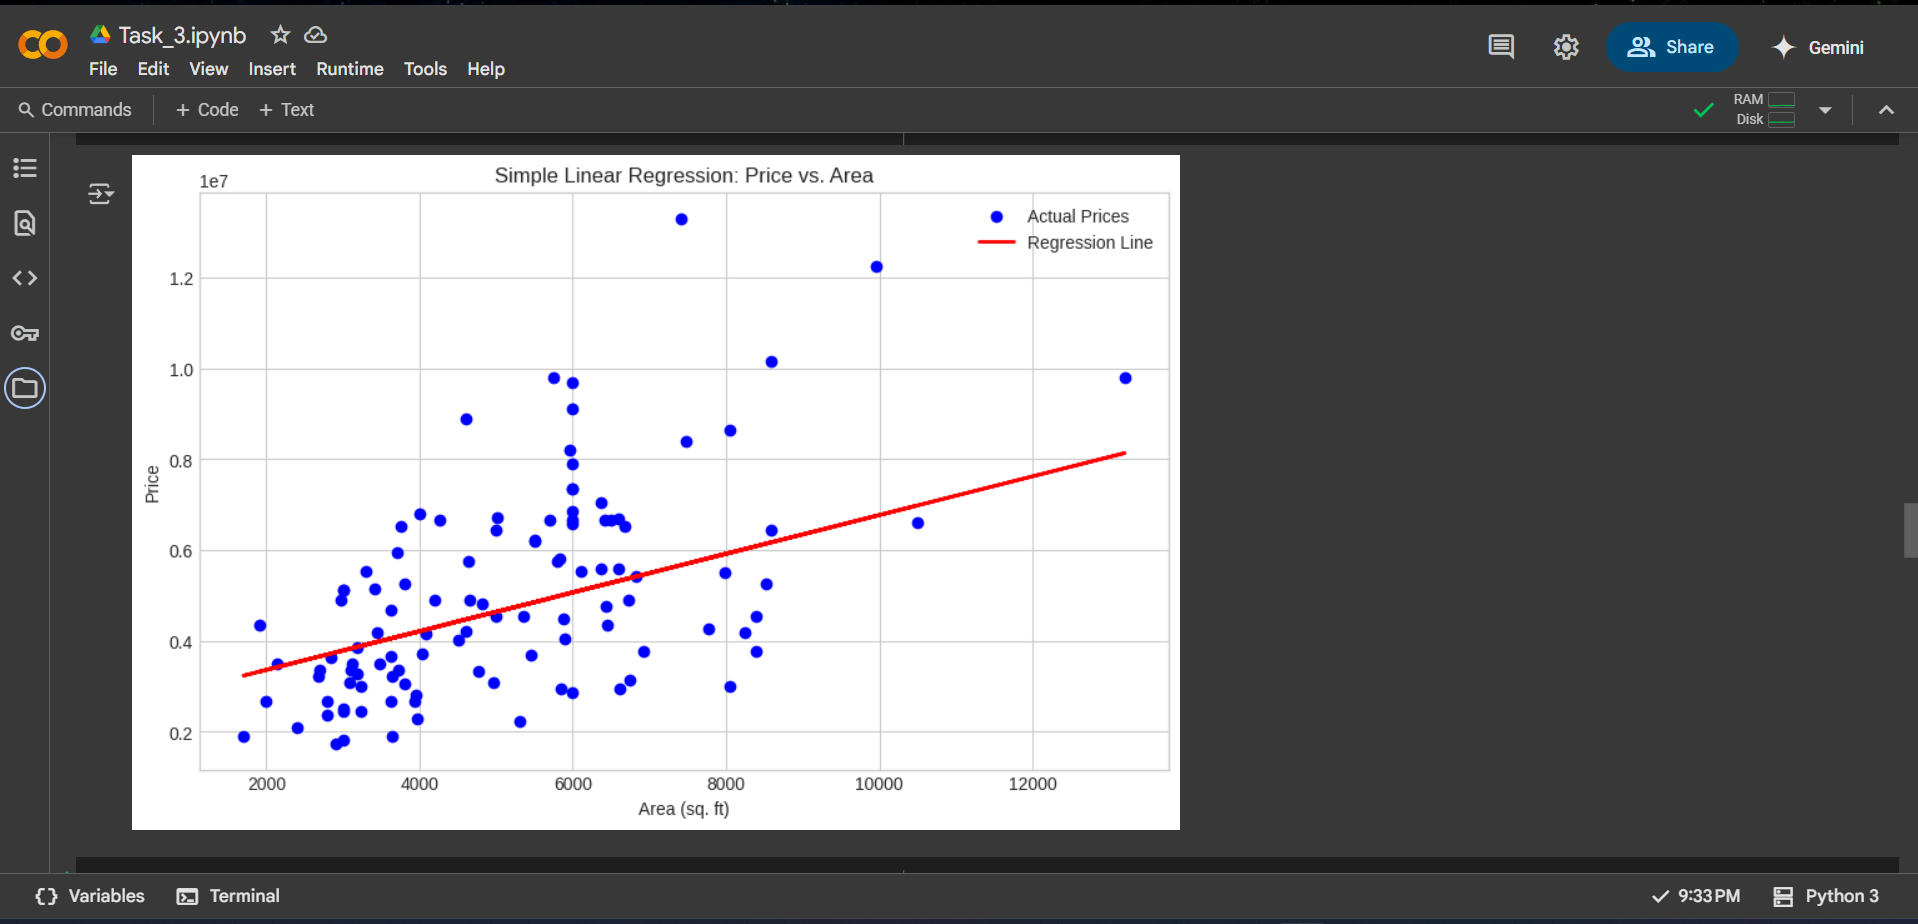 Task_3.ipynb
File Edit View Insert Runtime Tools Help
Share
Gemini
Commands
+ Code + Text
RAM
Disk
Simple Linear Regression: Price vs. Area
1e7
Actual Prices
Regression Line
1.2
1.0
0.8
0.6
0.4
0.2
Price
2000 4000 6000 8000 10000 12000
Area (sq. ft)
Variables Terminal
9:33 PM Python 3